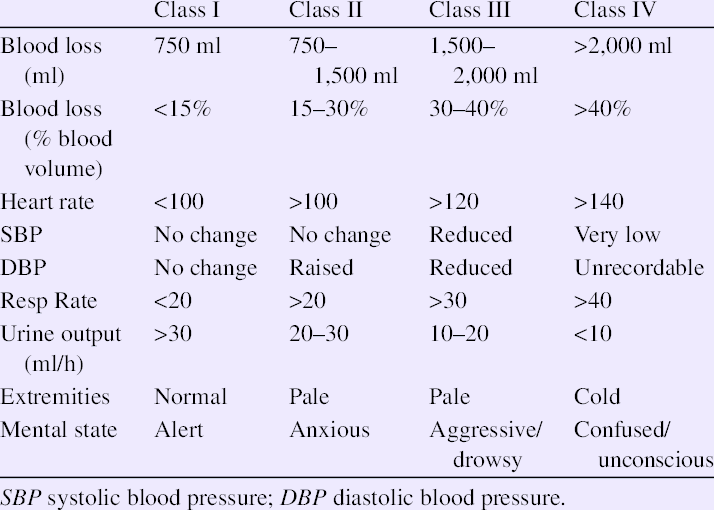 Class I Class II Class III Class IV
Blood loss 750 ml 750– 1,500– >2,000 ml
(ml) 1,500 ml 2,000 ml
Blood loss <15% 15–30% 30–40% >40%
(% blood
volume)
Heart rate <100 >100 >120 >140
SBP No change No change Reduced Very low
DBP No change Raised Reduced Unrecordable
Resp Rate <20 >20 >30 >40
Urine output >30 20–30 10–20 <10
(ml/h)
Extremities Normal Pale Pale Cold
Mental state Alert Anxious Aggressive/ Confused/
drowsy unconscious
SBP systolic blood pressure; DBP diastolic blood pressure.